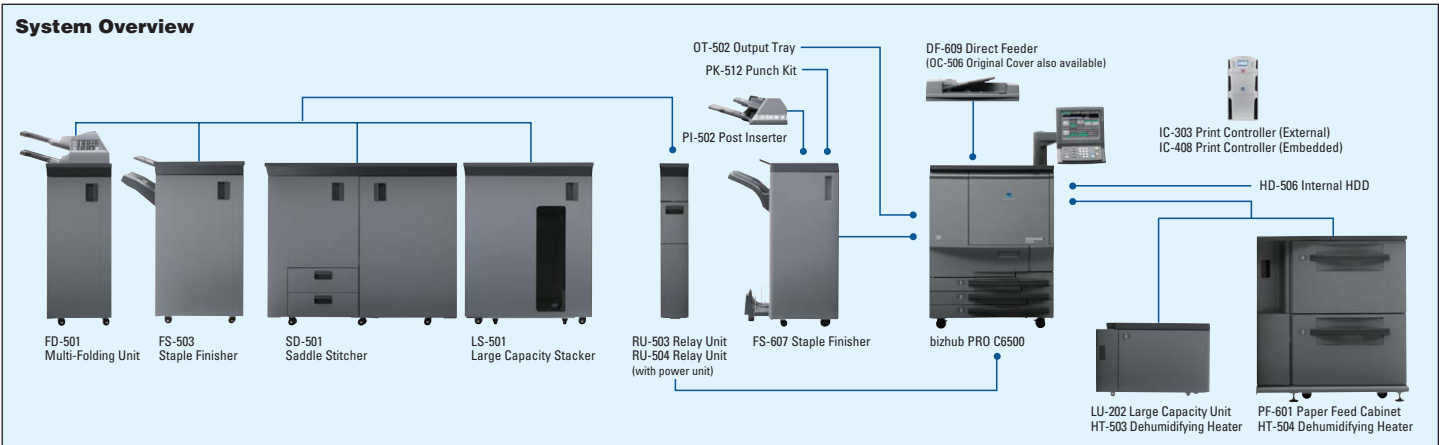 System Overview
OT-502 Output Tray
PK-512 Punch Kit
PI-502 Post Inserter
DF-609 Direct Feeder
(OC-506 Original Cover also available)
IC-303 Print Controller (External)
IC-408 Print Controller (Embedded)
HD-506 Internal HDD
FD-501
Multi-Folding Unit
FS-503
Staple Finisher
SD-501
Saddle Stitcher
LS-501
Large Capacity Stacker
RU-503 Relay Unit
RU-504 Relay Unit
(with power unit)
FS-607 Staple Finisher
bizhub PRO C6500
LU-202 Large Capacity Unit
HT-503 Dehumidifying Heater
PF-601 Paper Feed Cabinet
HT-504 Dehumidifying Heater